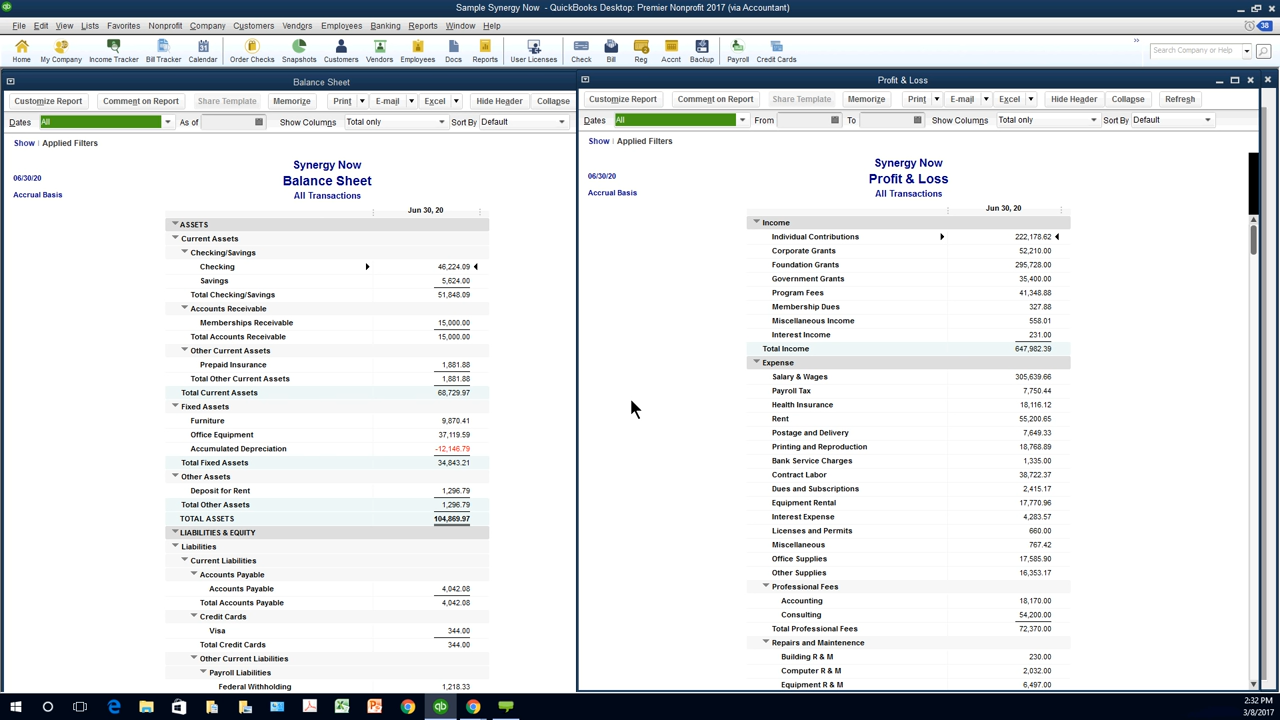 Sample Synergy Now - QuickBooks Desktop: Premier Nonprofit 2017 (via Accountant)
File Edit View Lists Favorites Nonprofit Company Customers Vendors Employees Banking Reports Window Help
38
Home My Company Income Tracker Bill Tracker Calendar Order Checks Snapshots Customers Vendors Employees Docs Reports User Licenses Check Bill Reg Accnt Backup Payroll Credit Cards
Search Company or Help
Balance Sheet
Customize Report Comment on Report Share Template Memorize Print E-mail Excel Hide Header Collapse
Dates All As of Show Columns Total only Sort By Default
Show Applied Filters
Synergy Now
06/30/20
Balance Sheet
Accrual Basis
All Transactions
Jun 30, 20
ASSETS
Current Assets
Checking/Savings
Checking 46,224.09
Savings 5,624.00
Total Checking/Savings 51,848.09
Accounts Receivable
Memberships Receivable 15,000.00
Total Accounts Receivable 15,000.00
Other Current Assets
Prepaid Insurance 1,881.88
Total Other Current Assets 1,881.88
Total Current Assets 68,729.97
Fixed Assets
Furniture 9,870.41
Office Equipment 37,119.59
Accumulated Depreciation -12,146.79
Total Fixed Assets 34,843.21
Other Assets
Deposit for Rent 1,296.79
Total Other Assets 1,296.79
TOTAL ASSETS 104,869.97
LIABILITIES & EQUITY
Liabilities
Current Liabilities
Accounts Payable
Accounts Payable 4,042.08
Total Accounts Payable 4,042.08
Credit Cards
Visa 344.00
Total Credit Cards 344.00
Other Current Liabilities
Payroll Liabilities
Federal Withholding 1,218.33
Profit & Loss
Customize Report Comment on Report Share Template Memorize Print E-mail Excel Hide Header Collapse Refresh
Dates All From To Show Columns Total only Sort By Default
Show Applied Filters
Synergy Now
06/30/20
Profit & Loss
Accrual Basis
All Transactions
Jun 30, 20
Income
Individual Contributions 222,178.62
Corporate Grants 52,210.00
Foundation Grants 295,728.00
Government Grants 35,400.00
Program Fees 41,348.88
Membership Dues 327.88
Miscellaneous Income 558.01
Interest Income 231.00
Total Income 647,982.39
Expense
Salary & Wages 305,639.66
Payroll Tax 7,750.44
Health Insurance 18,116.12
Rent 55,200.65
Postage and Delivery 7,649.33
Printing and Reproduction 18,768.89
Bank Service Charges 1,335.00
Contract Labor 38,722.37
Dues and Subscriptions 2,415.17
Equipment Rental 17,770.96
Interest Expense 4,283.57
Licenses and Permits 660.00
Miscellaneous 767.42
Office Supplies 17,585.90
Other Supplies 16,353.17
Professional Fees
Accounting 18,170.00
Consulting 54,200.00
Total Professional Fees 72,370.00
Repairs and Maintenence
Building R & M 230.00
Computer R & M 2,032.00
Equipment R & M 6,497.00
2:32 PM
3/8/2017